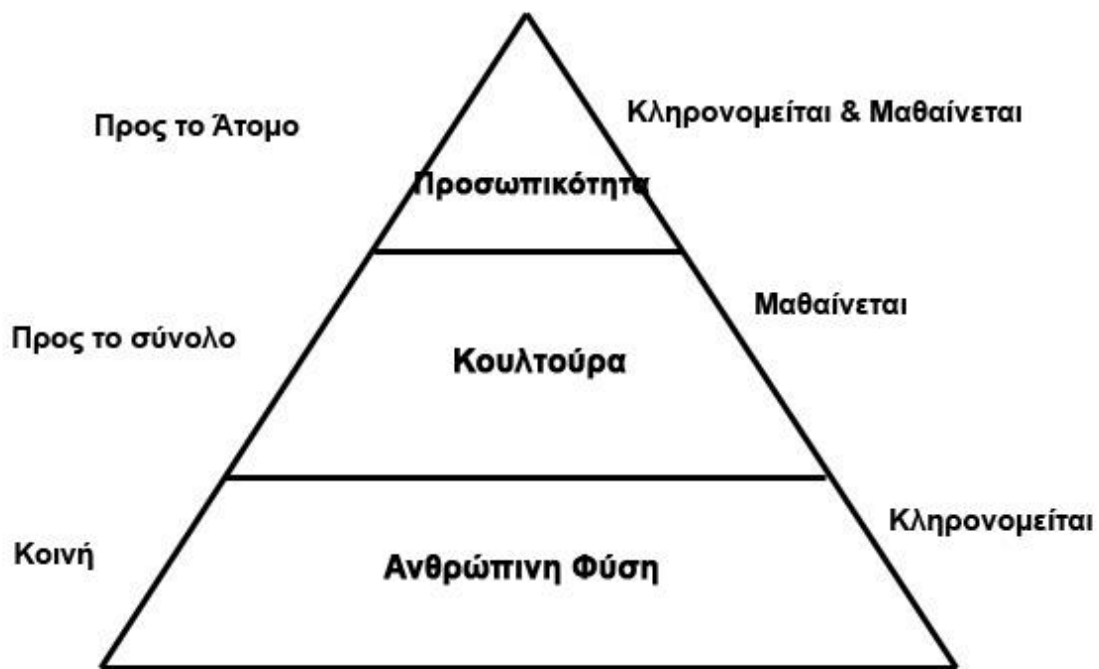 Προς το Άτομο
Κληρονομείται & Μαθαίνεται
Προσωπικότητα
Προς το σύνολο
Μαθαίνεται
Κουλτούρα
Κοινή
Κληρονομείται
Ανθρώπινη Φύση